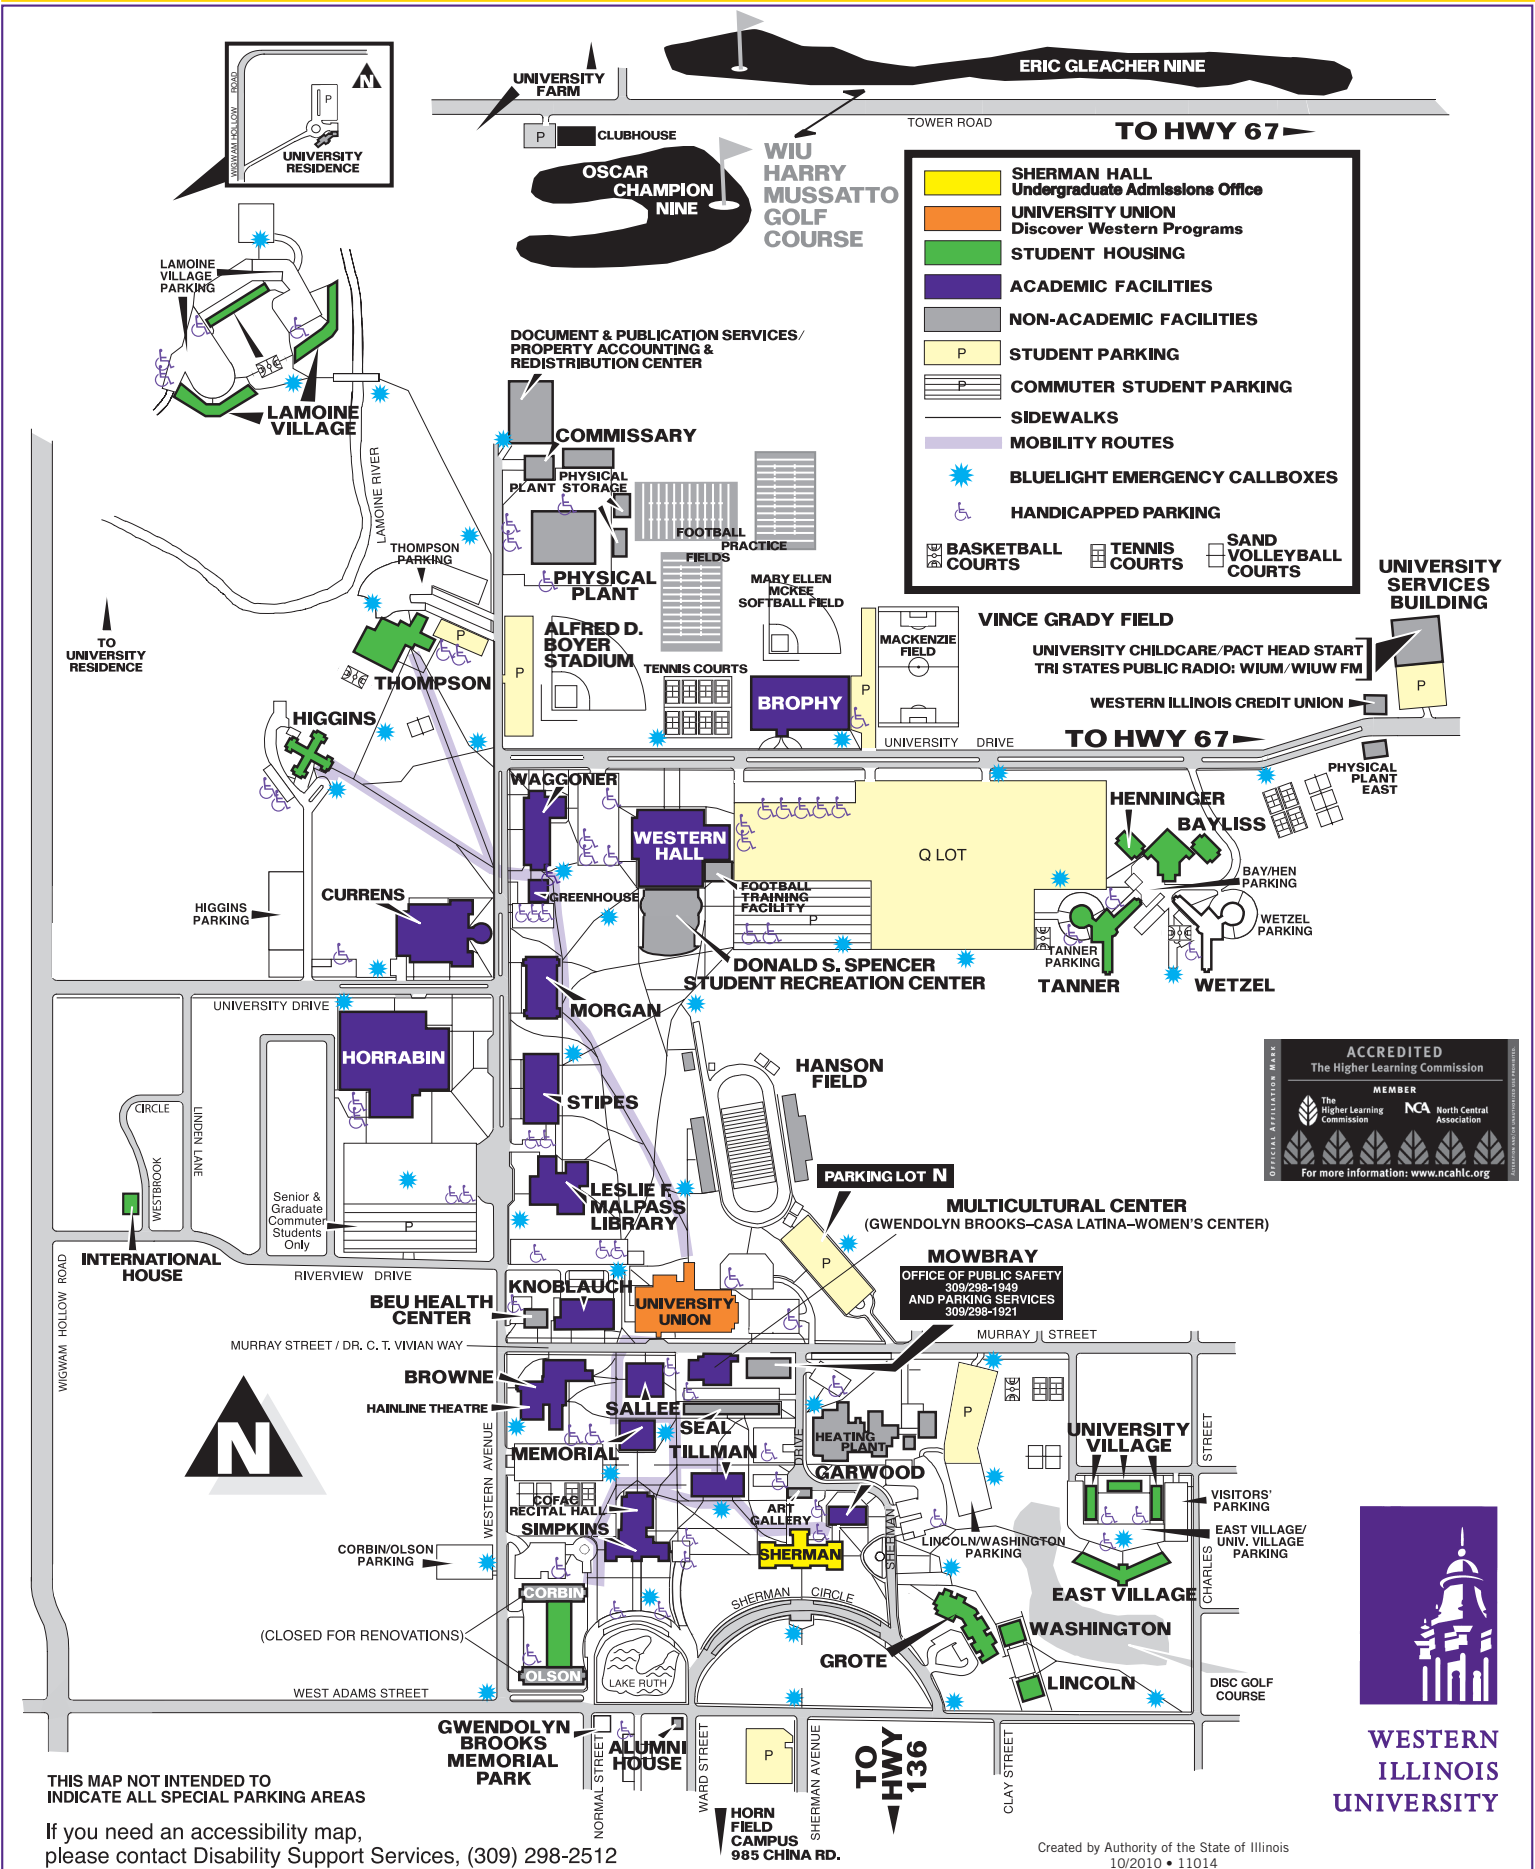 ERIC GLEACHER NINE
UNIVERSITY
FARM
TOWER ROAD
TO HWY 67
P
CLUBHOUSE
WIGWAM HOLLOW ROAD
N
P
UNIVERSITY
RESIDENCE
OSCAR
CHAMPION
NINE
WIU
HARRY
MUSSATTO
GOLF
COURSE
SHERMAN HALL
Undergraduate Admissions Office
UNIVERSITY UNION
Discover Western Programs
STUDENT HOUSING
ACADEMIC FACILITIES
NON-ACADEMIC FACILITIES
P
STUDENT PARKING
P
COMMUTER STUDENT PARKING
SIDEWALKS
MOBILITY ROUTES
BLUELIGHT EMERGENCY CALLBOXES
HANDICAPPED PARKING
BASKETBALL
COURTS
TENNIS
COURTS
SAND
VOLLEYBALL
COURTS
LAMOINE
VILLAGE
PARKING
LAMOINE
VILLAGE
LAMOINE RIVER
DOCUMENT & PUBLICATION SERVICES/
PROPERTY ACCOUNTING &
REDISTRIBUTION CENTER
COMMISSARY
PHYSICAL
PLANT STORAGE
FOOTBALL
PRACTICE
FIELDS
PHYSICAL
PLANT
THOMPSON
PARKING
P
THOMPSON
TO
UNIVERSITY
RESIDENCE
P
ALFRED D.
BOYER
STADIUM
TENNIS COURTS
MARY ELLEN
MCKEE
SOFTBALL FIELD
BROPHY
P
MACKENZIE
FIELD
VINCE GRADY FIELD
UNIVERSITY
SERVICES
BUILDING
UNIVERSITY CHILDCARE/PACT HEAD START
TRI STATES PUBLIC RADIO: WIUM/WIUW FM
P
WESTERN ILLINOIS CREDIT UNION
UNIVERSITY DRIVE
TO HWY 67
PHYSICAL
PLANT
EAST
HIGGINS
WAGGONER
WESTERN
HALL
Q LOT
HENNINGER
BAYLISS
BAY/HEN
PARKING
WETZEL
PARKING
HIGGINS
PARKING
CURRENS
GREENHOUSE
FOOTBALL
TRAINING
FACILITY
P
DONALD S. SPENCER
STUDENT RECREATION CENTER
TANNER
PARKING
TANNER
WETZEL
UNIVERSITY DRIVE
MORGAN
HORRABIN
STIPES
HANSON
FIELD
OFFICIAL AFFILIATION MARK
ACCREDITED
The Higher Learning Commission
MEMBER
The
Higher Learning
Commission
NCA
North Central
Association
For more information: www.ncahlc.org
CIRCLE
WESTBROOK
LINDEN LANE
Senior &
Graduate
Commuter
Students
Only
P
INTERNATIONAL
HOUSE
RIVERVIEW DRIVE
WIGWAM HOLLOW ROAD
LESLIE F.
MALPASS
LIBRARY
PARKING LOT N
P
MULTICULTURAL CENTER
(GWENDOLYN BROOKS–CASA LATINA–WOMEN'S CENTER)
MOWBRAY
OFFICE OF PUBLIC SAFETY
309/298-1949
AND PARKING SERVICES
309/298-1921
BEU HEALTH
CENTER
KNOBLAUCH
UNIVERSITY
UNION
MURRAY STREET / DR. C. T. VIVIAN WAY
MURRAY STREET
BROWNE
HAINLINE THEATRE
SALLEE
SEAL
MEMORIAL
TILLMAN
HEATING
PLANT
GARWOOD
DRIVE
SHERMAN
P
UNIVERSITY
VILLAGE
CHARLES STREET
VISITORS'
PARKING
EAST VILLAGE/
UNIV. VILLAGE
PARKING
N
WESTERN AVENUE
COFAC
RECITAL HALL
SIMPKINS
ART
GALLERY
SHERMAN
LINCOLN/WASHINGTON
PARKING
EAST VILLAGE
CORBIN/OLSON
PARKING
CORBIN
(CLOSED FOR RENOVATIONS)
OLSON
SHERMAN CIRCLE
LAKE RUTH
GROTE
WASHINGTON
LINCOLN
DISC GOLF
COURSE
WEST ADAMS STREET
GWENDOLYN
BROOKS
MEMORIAL
PARK
NORMAL STREET
ALUMNI
HOUSE
WARD STREET
P
SHERMAN AVENUE
TO
HWY
136
CLAY STREET
HORN
FIELD
CAMPUS
985 CHINA RD.
WESTERN
ILLINOIS
UNIVERSITY
THIS MAP NOT INTENDED TO
INDICATE ALL SPECIAL PARKING AREAS
If you need an accessibility map,
please contact Disability Support Services, (309) 298-2512
Created by Authority of the State of Illinois
10/2010 • 11014